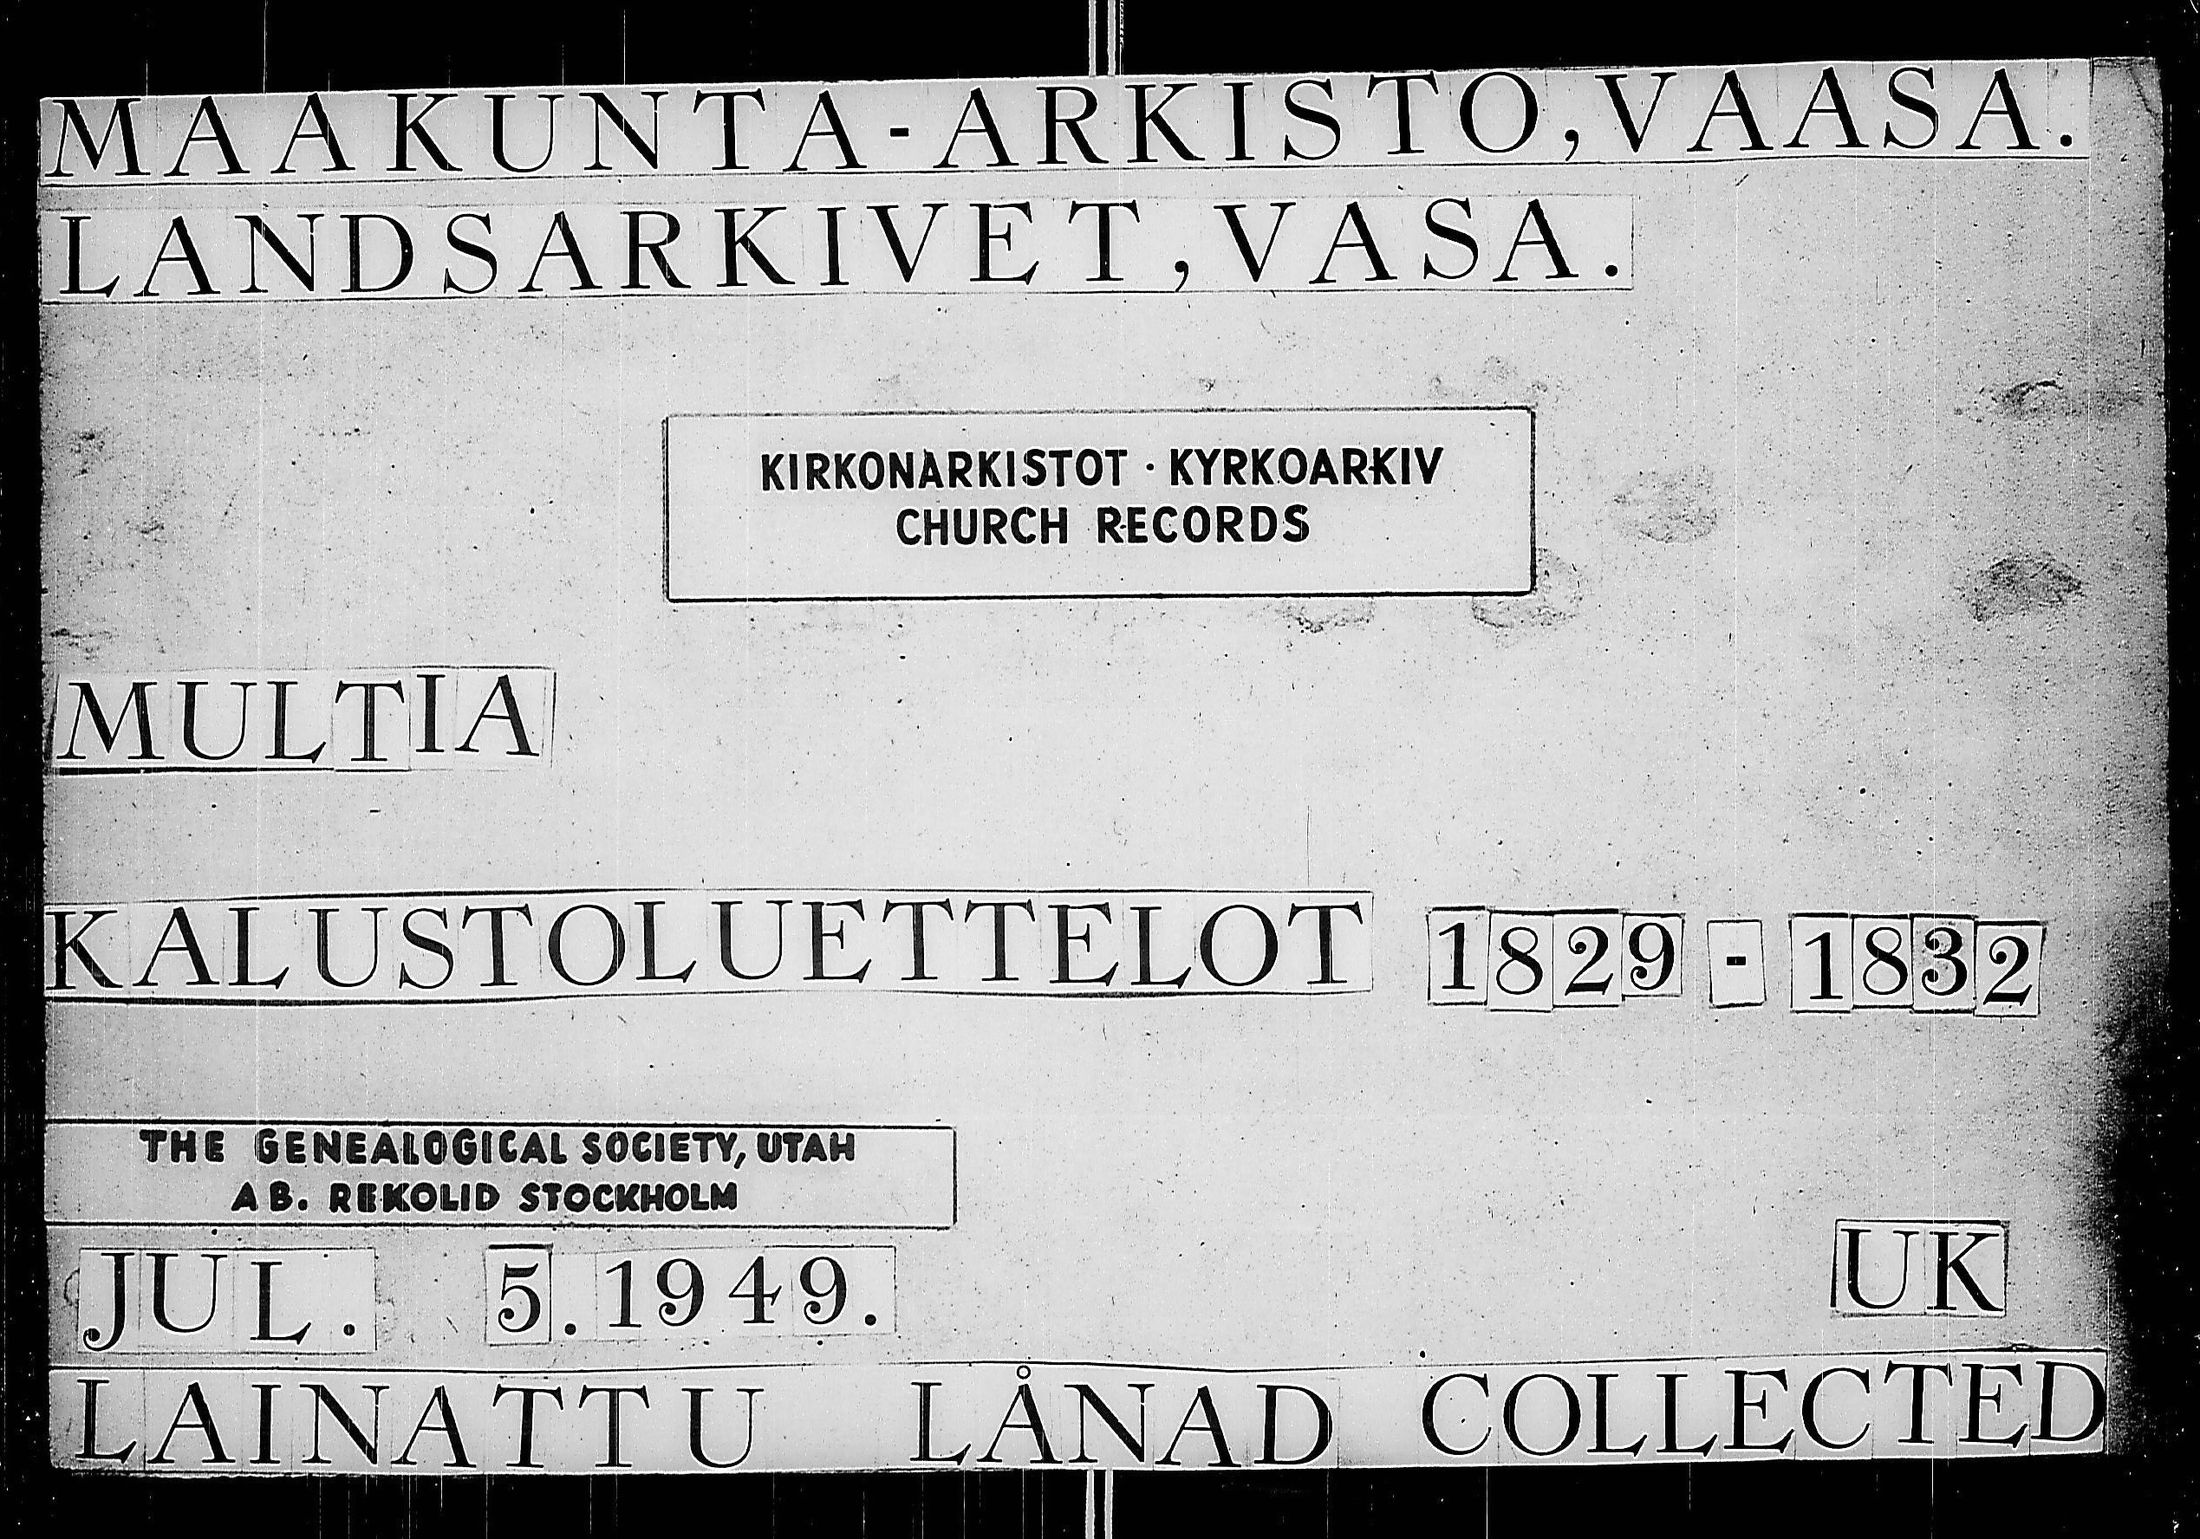 MAAKUNTA-ARKISTO, VAASA.
LANDSARKIVET, VASA.
KIRKONARKISTOT · KYRKOARKIV
CHURCH RECORDS
MULTIA
KALUSTOLUETTELOT 1829 - 1832
THE GENEALOGICAL SOCIETY, UTAH
AB. REKOLID STOCKHOLM
JUL. 5. 1949. UK
LAINATTU LÅNAD COLLECTED